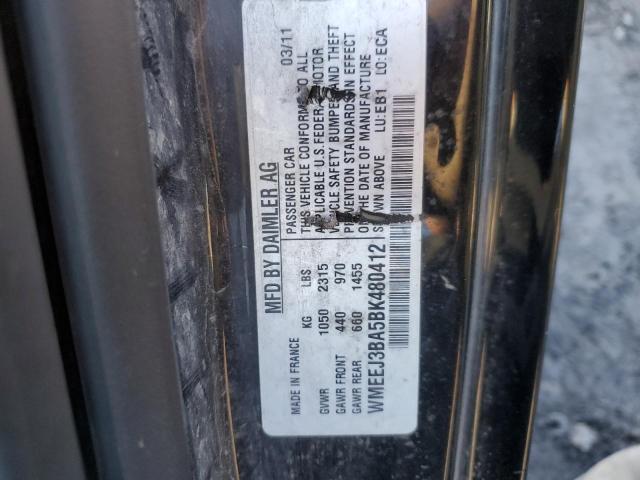 MFD BY DAIMLER AG
MADE IN FRANCE
KG LBS
GVWR 1050 2315
GAWR FRONT 440 970
GAWR REAR 660 1455
WMEEJ3BA5BK480412
PASSENGER CAR 03/11
THIS VEHICLE CONFORMS TO ALL
APPLICABLE U.S. FEDERAL MOTOR
VEHICLE SAFETY BUMPER AND THEFT
PREVENTION STANDARDS IN EFFECT
ON THE DATE OF MANUFACTURE
SHOWN ABOVE LU:EB1 LO:ECA